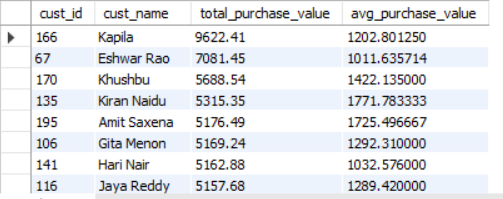 cust_id cust_name total_purchase_value avg_purchase_value
166 Kapila 9622.41 1202.801250
67 Eshwar Rao 7081.45 1011.635714
170 Khushbu 5688.54 1422.135000
135 Kiran Naidu 5315.35 1771.783333
195 Amit Saxena 5176.49 1725.496667
106 Gita Menon 5169.24 1292.310000
141 Hari Nair 5162.88 1032.576000
116 Jaya Reddy 5157.68 1289.420000